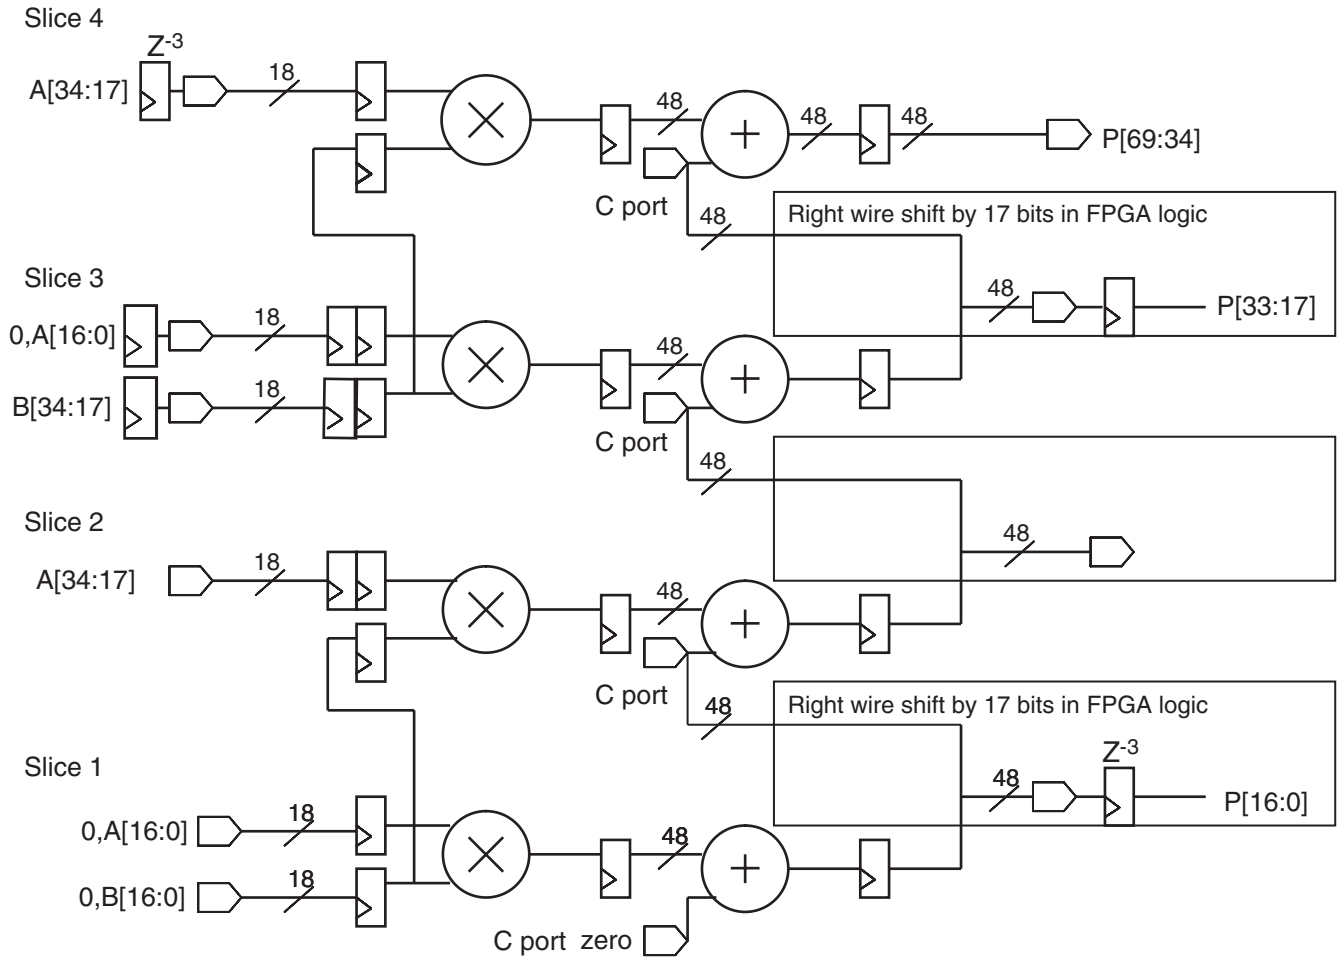 Slice 4
Z-3
A[34:17]
18
48
48
48
P[69:34]
C port
48
Right wire shift by 17 bits in FPGA logic
Slice 3
0,A[16:0]
18
48
48
P[33:17]
B[34:17]
18
C port
48
Slice 2
A[34:17]
18
48
48
C port
48
Right wire shift by 17 bits in FPGA logic
Slice 1
Z-3
0,A[16:0]
18
48
48
P[16:0]
0,B[16:0]
18
C port zero